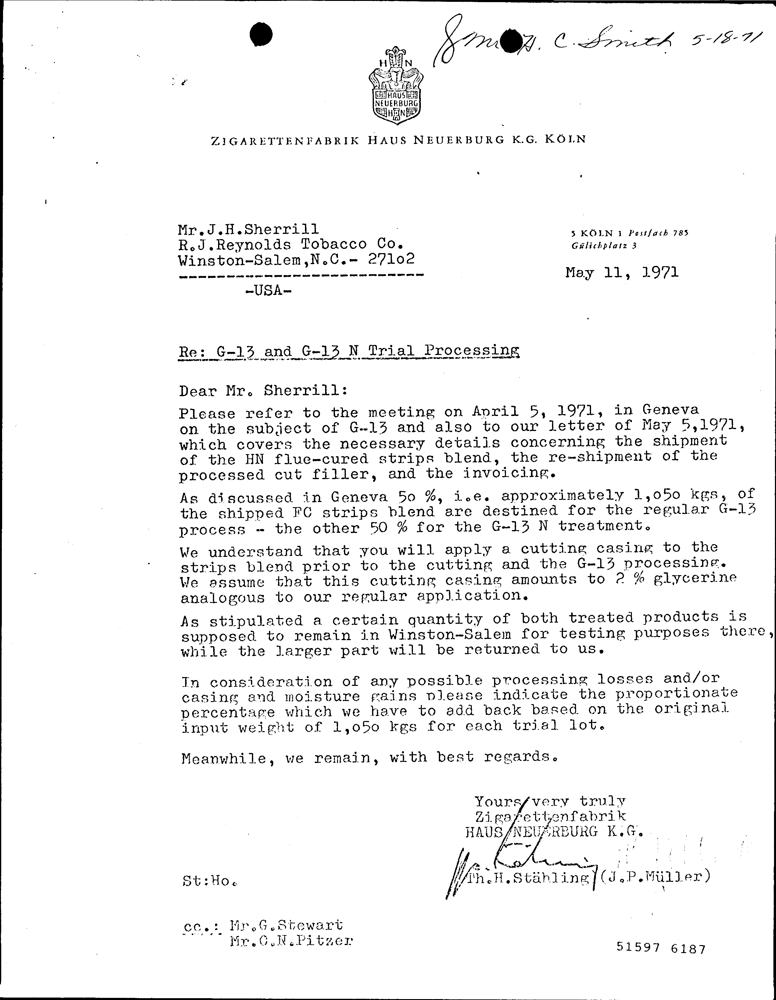 C. Smith 5-18-71
H N
HAUS
NEUERBURG
HN
ZIGARETTENFABRIK HAUS NEUERBURG K.G. KÖLN
Mr.J.H.Sherrill
R.J.Reynolds Tobacco Co.
Winston-Salem,N.C.- 271o2
-USA-
5 KÖLN 1 Postfach 785
Gülichplatz 3
May 11, 1971
Re: G-13 and G-13 N Trial Processing
Dear Mr. Sherrill:
Please refer to the meeting on April 5, 1971, in Geneva
on the subject of G-13 and also to our letter of May 5,1971,
which covers the necessary details concerning the shipment
of the HN flue-cured strips blend, the re-shipment of the
processed cut filler, and the invoicing.
As discussed in Geneva 5o %, i.e. approximately 1,o5o kgs, of
the shipped FC strips blend are destined for the regular G-13
process - the other 50 % for the G-13 N treatment.
We understand that you will apply a cutting casing to the
strips blend prior to the cutting and the G-13 processing.
We assume that this cutting casing amounts to 2 % glycerine
analogous to our regular application.
As stipulated a certain quantity of both treated products is
supposed to remain in Winston-Salem for testing purposes there,
while the larger part will be returned to us.
In consideration of any possible processing losses and/or
casing and moisture gains please indicate the proportionate
percentage which we have to add back based on the original
input weight of 1,o5o kgs for each trial lot.
Meanwhile, we remain, with best regards.
Yours very truly
Zigarettenfabrik
HAUS NEUERBURG K.G.
Th.H.Stähling (J.P.Müller)
St:Ho.
cc.: Mr.G.Stewart
Mr.C.N.Pitzer
51597 6187